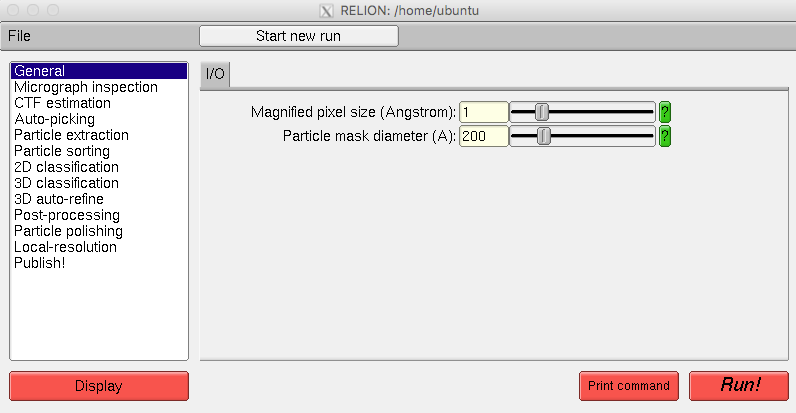 RELION: /home/ubuntu
File
Start new run
General
Micrograph inspection
CTF estimation
Auto-picking
Particle extraction
Particle sorting
2D classification
3D classification
3D auto-refine
Post-processing
Particle polishing
Local-resolution
Publish!
I/O
Magnified pixel size (Angstrom): 1 ?
Particle mask diameter (A): 200 ?
Display
Print command
Run!